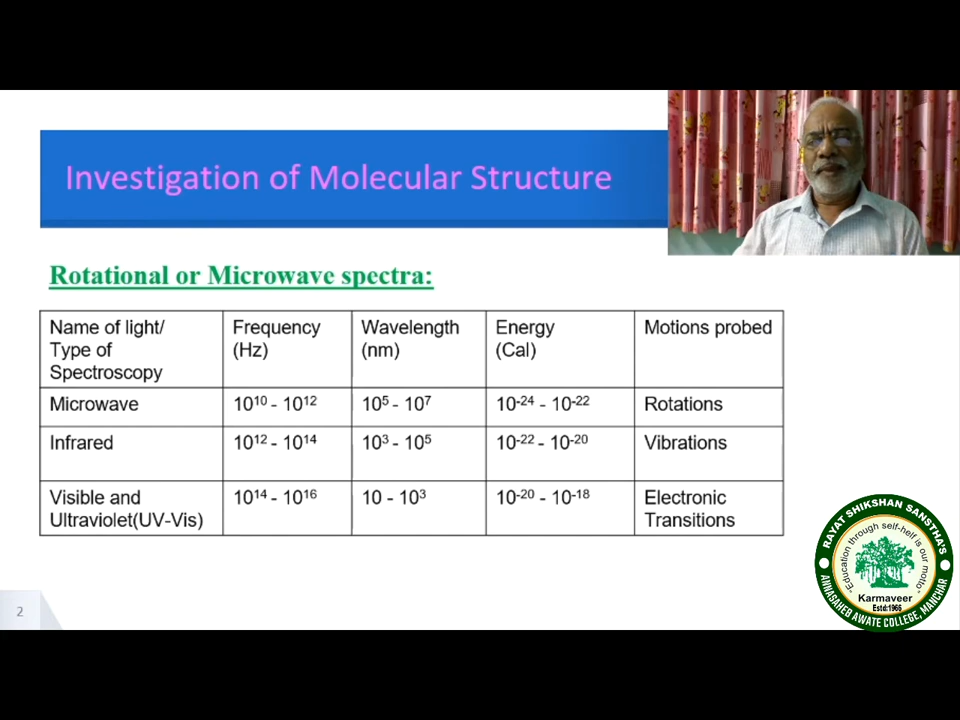 Investigation of Molecular Structure
Rotational or Microwave spectra:
Name of light/ Frequency Wavelength Energy Motions probed
Type of (Hz) (nm) (Cal)
Spectroscopy
Microwave 10¹⁰ - 10¹² 10⁵ - 10⁷ 10⁻²⁴ - 10⁻²² Rotations
Infrared 10¹² - 10¹⁴ 10³ - 10⁵ 10⁻²² - 10⁻²⁰ Vibrations
Visible and 10¹⁴ - 10¹⁶ 10 - 10³ 10⁻²⁰ - 10⁻¹⁸ Electronic
Ultraviolet(UV-Vis) Transitions
RAYAT SHIKSHAN SANSTHA'S
"Education through self-help is our motto"
Karmaveer
Estd:1966
ANNASAHEB AWATE COLLEGE, MANCHAR
2